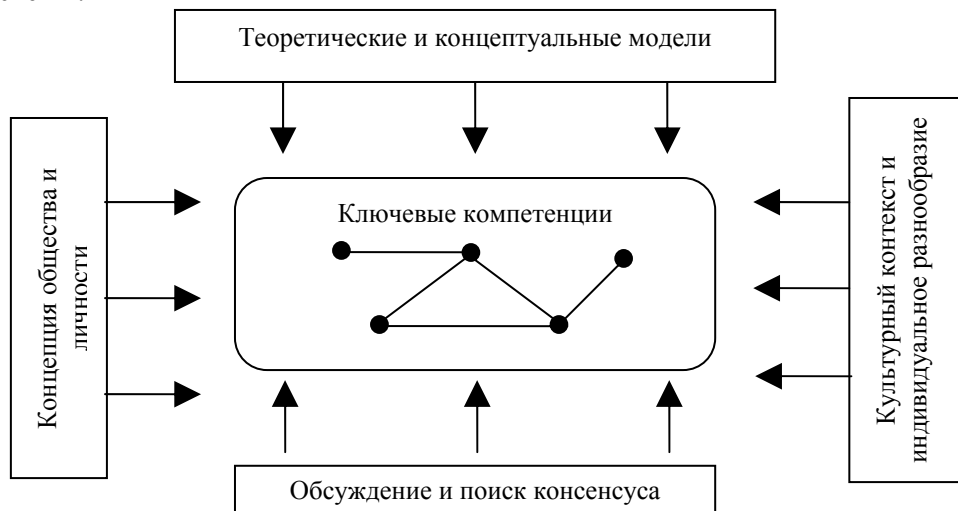 Теоретические и концептуальные модели
Концепция общества и
личности
Ключевые компетенции
Культурный контекст и
индивидуальное разнообразие
Обсуждение и поиск консенсуса